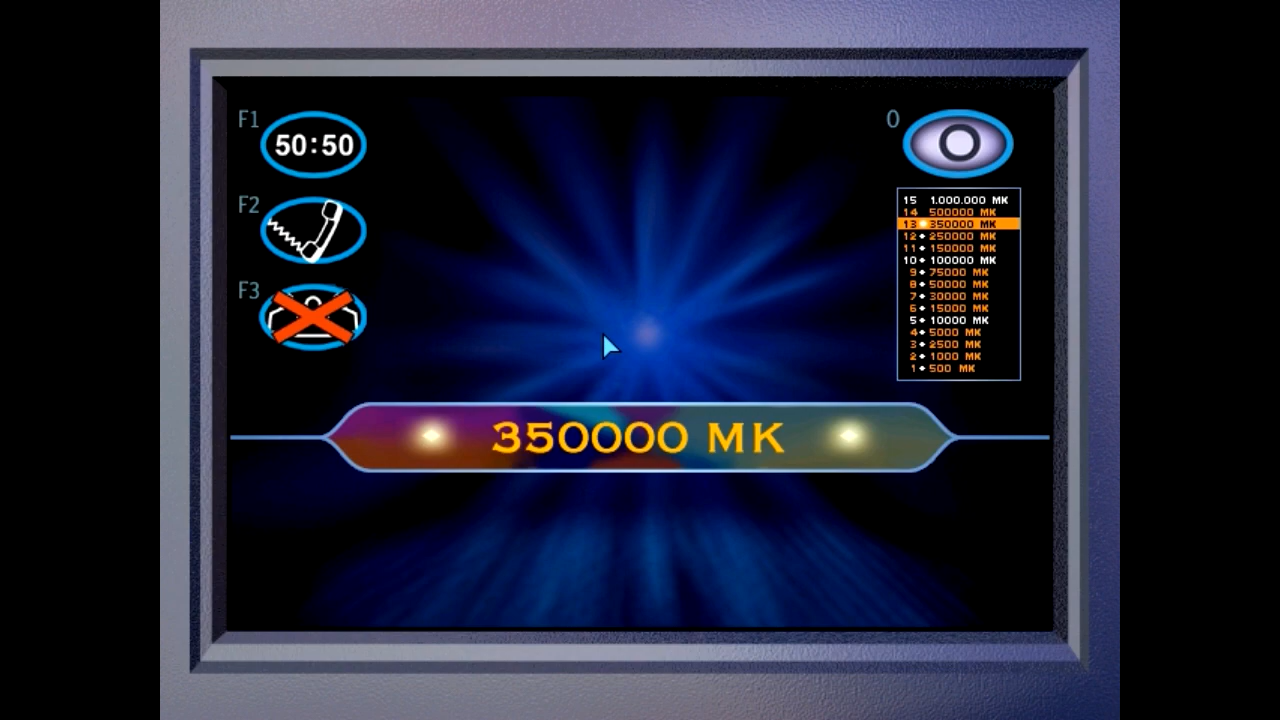 F1
50:50
F2
F3
O
15 1.000.000 MK
14 500000 MK
13 350000 MK
12 250000 MK
11 150000 MK
10 100000 MK
9 75000 MK
8 50000 MK
7 30000 MK
6 15000 MK
5 10000 MK
4 5000 MK
3 2500 MK
2 1000 MK
1 500 MK
350000 MK